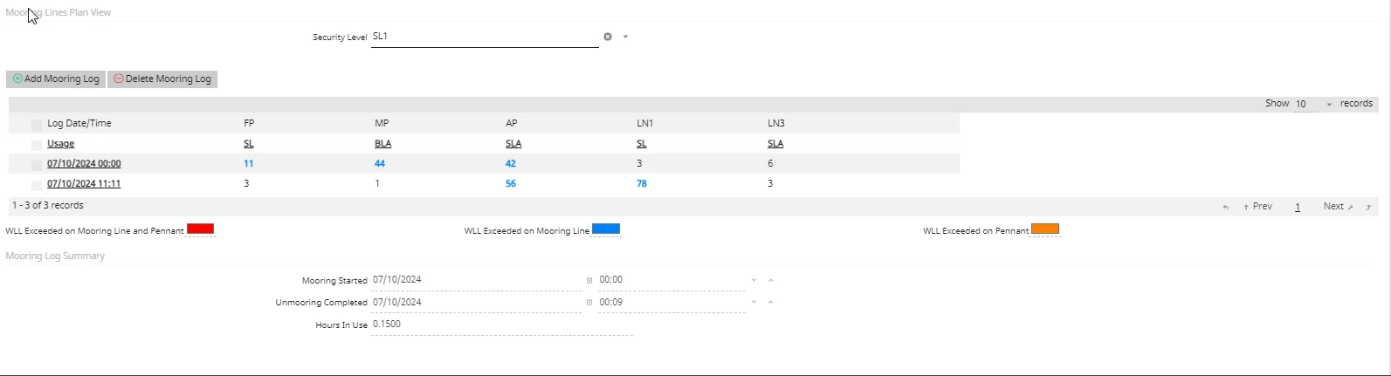 Mooring Lines Plan View
Security Level SL1
Add Mooring Log Delete Mooring Log
Show 10 records
Log Date/Time FP MP AP LN1 LN3
Usage SL BLA SLA SL SLA
07/10/2024 00:00 11 44 42 3 6
07/10/2024 11:11 3 1 56 78 3
1 - 3 of 3 records Prev 1 Next
WLL Exceeded on Mooring Line and Pennant WLL Exceeded on Mooring Line WLL Exceeded on Pennant
Mooring Log Summary
Mooring Started 07/10/2024 00:00
Unmooring Completed 07/10/2024 00:09
Hours In Use 0.1500